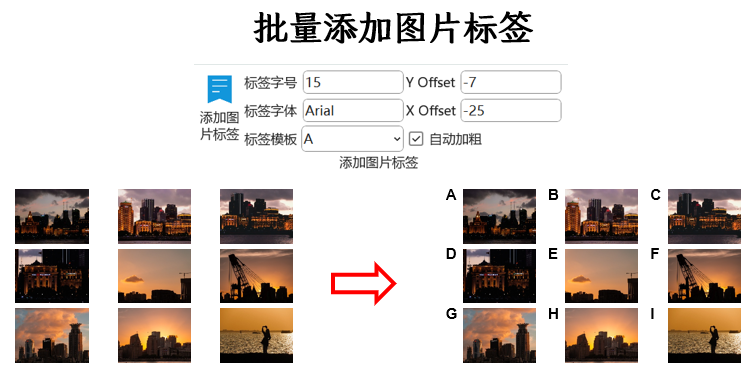 批量添加图片标签
标签字号 15 Y Offset -7
添加图
片标签
标签字体 Arial X Offset -25
标签模板 A 自动加粗
添加图片标签
A B C
D E F
G H I